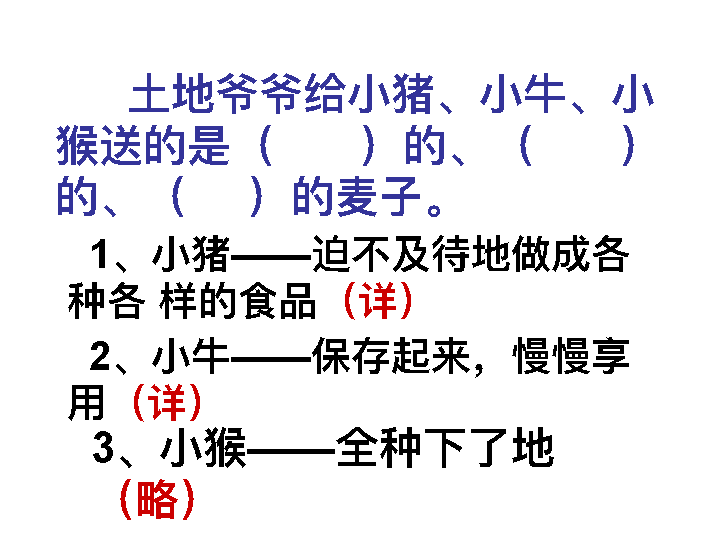 土地爷爷给小猪、小牛、小
猴送的是（　　）的、（　　）
的、（　）的麦子。
1、小猪——迫不及待地做成各
种各 样的食品（详）
2、小牛——保存起来，慢慢享
用（详）
3、小猴——全种下了地
（略）